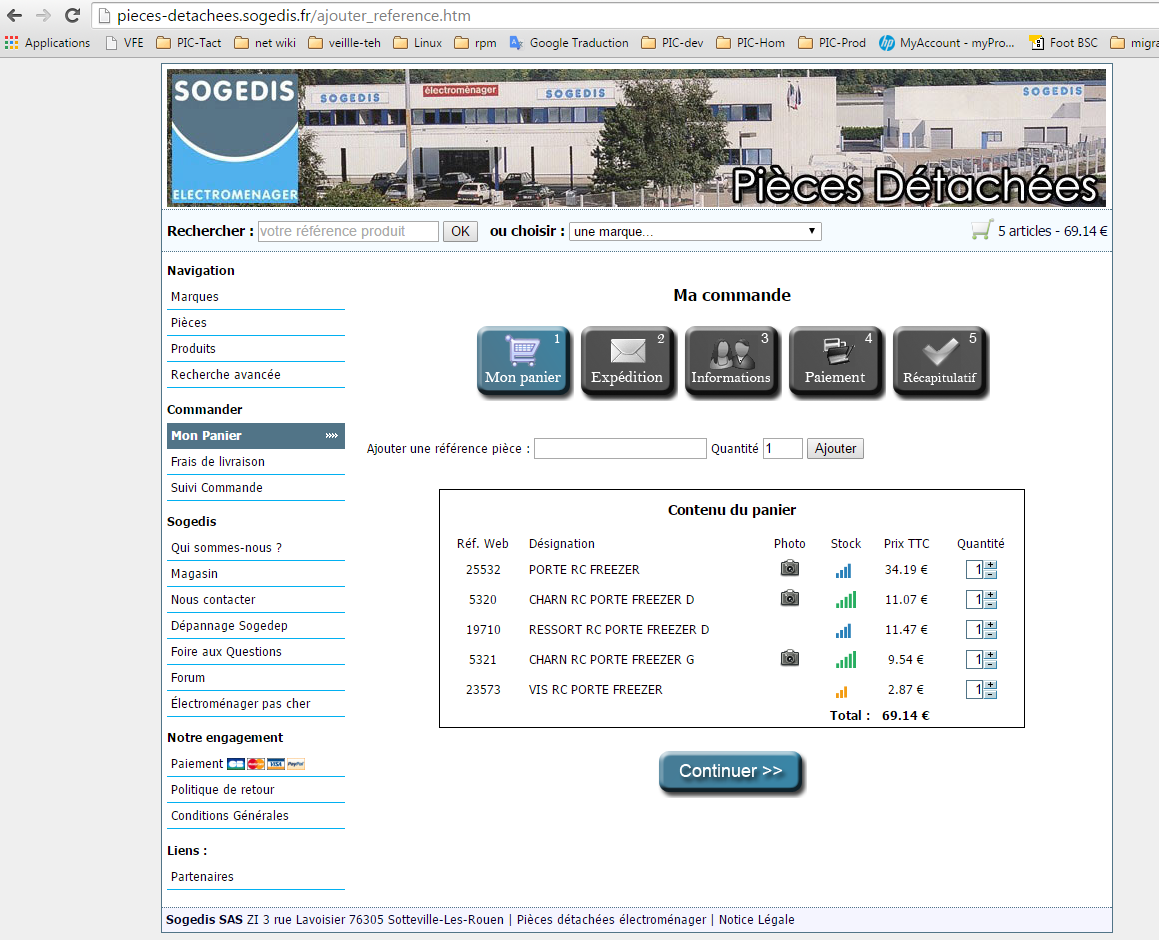 pieces-detachees.sogedis.fr/ajouter_reference.htm
Applications VFE PIC-Tact net wiki veillle-teh Linux rpm Google Traduction PIC-dev PIC-Hom PIC-Prod MyAccount - myPro... Foot BSC migra
SOGEDIS
ELECTROMENAGER
SOGEDIS électroménager SOGEDIS SOGEDIS
Pièces Détachées
Rechercher : votre référence produit OK ou choisir : une marque... 5 articles - 69.14 €
Navigation
Marques
Pièces
Produits
Recherche avancée
Commander
Mon Panier
Frais de livraison
Suivi Commande
Sogedis
Qui sommes-nous ?
Magasin
Nous contacter
Dépannage Sogedep
Foire aux Questions
Forum
Électroménager pas cher
Notre engagement
Paiement CB VISA PayPal
Politique de retour
Conditions Générales
Liens :
Partenaires
Ma commande
1 Mon panier
2 Expédition
3 Informations
4 Paiement
5 Récapitulatif
Ajouter une référence pièce : Quantité 1 Ajouter
Contenu du panier
Réf. Web Désignation Photo Stock Prix TTC Quantité
25532 PORTE RC FREEZER 34.19 € 1
5320 CHARN RC PORTE FREEZER D 11.07 € 1
19710 RESSORT RC PORTE FREEZER D 11.47 € 1
5321 CHARN RC PORTE FREEZER G 9.54 € 1
23573 VIS RC PORTE FREEZER 2.87 € 1
Total : 69.14 €
Continuer >>
Sogedis SAS ZI 3 rue Lavoisier 76305 Sotteville-Les-Rouen | Pièces détachées électroménager | Notice Légale